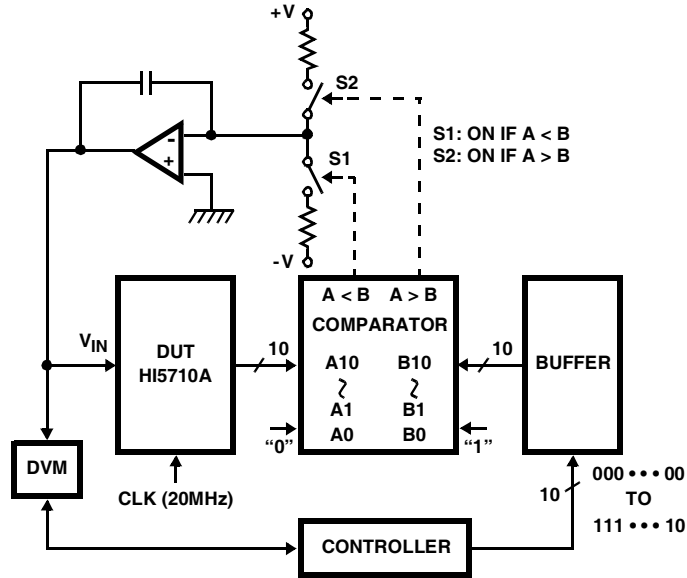 +V
S2
S1: ON IF A < B
S2: ON IF A > B
-
+
S1
-V
A < B A > B
COMPARATOR
VIN
DUT
HI5710A
10
A10 B10
10
BUFFER
A1 B1
A0 B0
“0”
“1”
DVM
CLK (20MHz)
10
000 • • • 00
TO
111 • • • 10
CONTROLLER